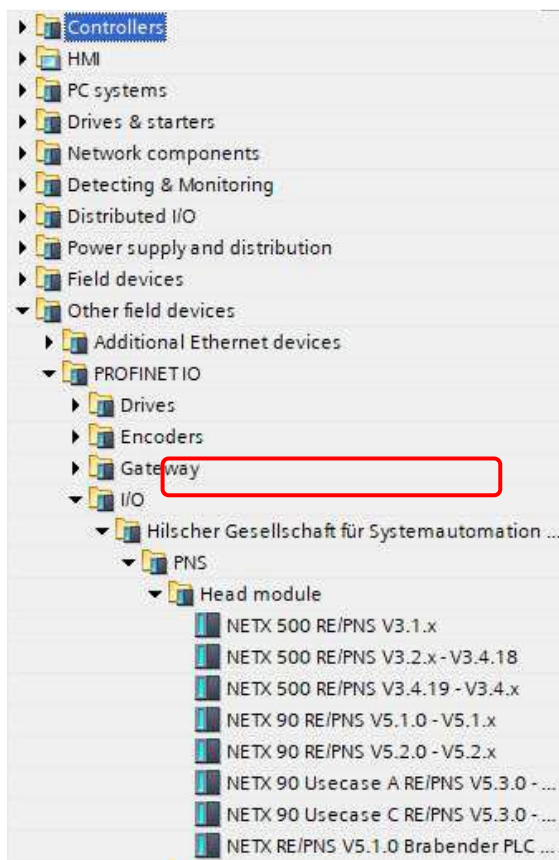 Controllers
HMI
PC systems
Drives & starters
Network components
Detecting & Monitoring
Distributed I/O
Power supply and distribution
Field devices
Other field devices
Additional Ethernet devices
PROFINET IO
Drives
Encoders
Gateway
I/O
Hilscher Gesellschaft für Systemautomation ...
PNS
Head module
NETX 500 RE/PNS V3.1.x
NETX 500 RE/PNS V3.2.x - V3.4.18
NETX 500 RE/PNS V3.4.19 - V3.4.x
NETX 90 RE/PNS V5.1.0 - V5.1.x
NETX 90 RE/PNS V5.2.0 - V5.2.x
NETX 90 Usecase A RE/PNS V5.3.0 - ...
NETX 90 Usecase C RE/PNS V5.3.0 - ...
NETX RE/PNS V5.1.0 Brabender PLC ...